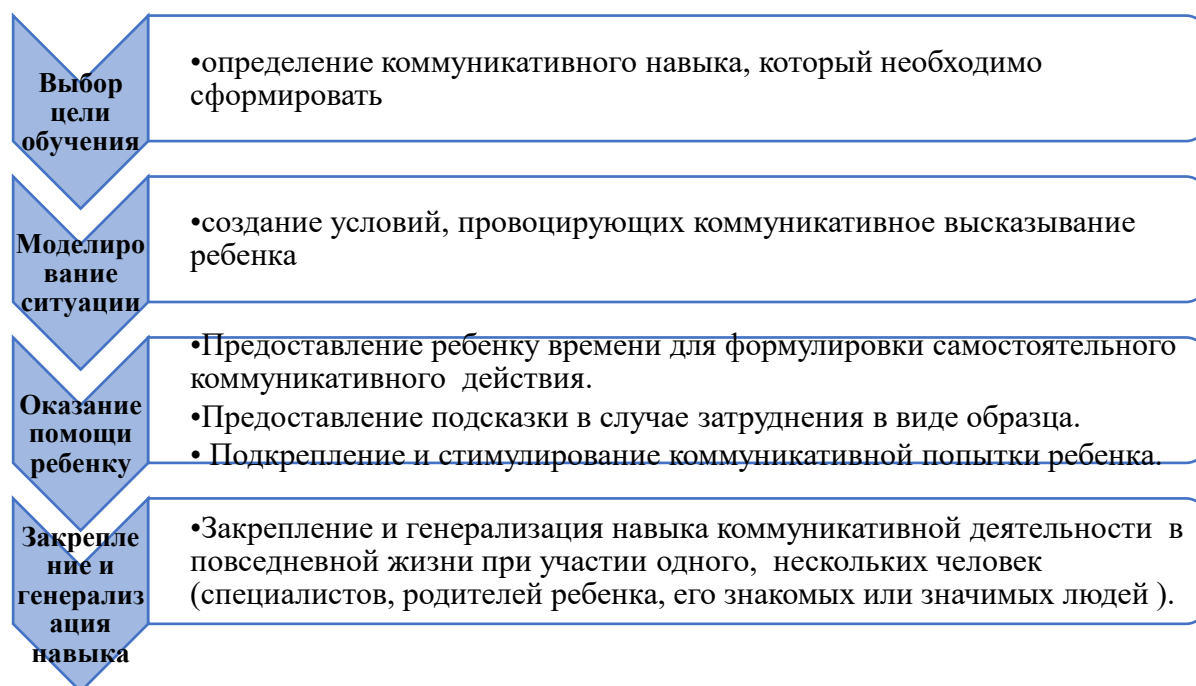 Выбор
цели
обучения
•определение коммуникативного навыка, который необходимо
сформировать
Моделиро
вание
ситуации
•создание условий, провоцирующих коммуникативное высказывание
ребенка
Оказание
помощи
ребенку
•Предоставление ребенку времени для формулировки самостоятельного
коммуникативного действия.
•Предоставление подсказки в случае затруднения в виде образца.
• Подкрепление и стимулирование коммуникативной попытки ребенка.
Закрепле
ние и
генерализ
ация
навыка
•Закрепление и генерализация навыка коммуникативной деятельности в
повседневной жизни при участии одного, нескольких человек
(специалистов, родителей ребенка, его знакомых или значимых людей ).